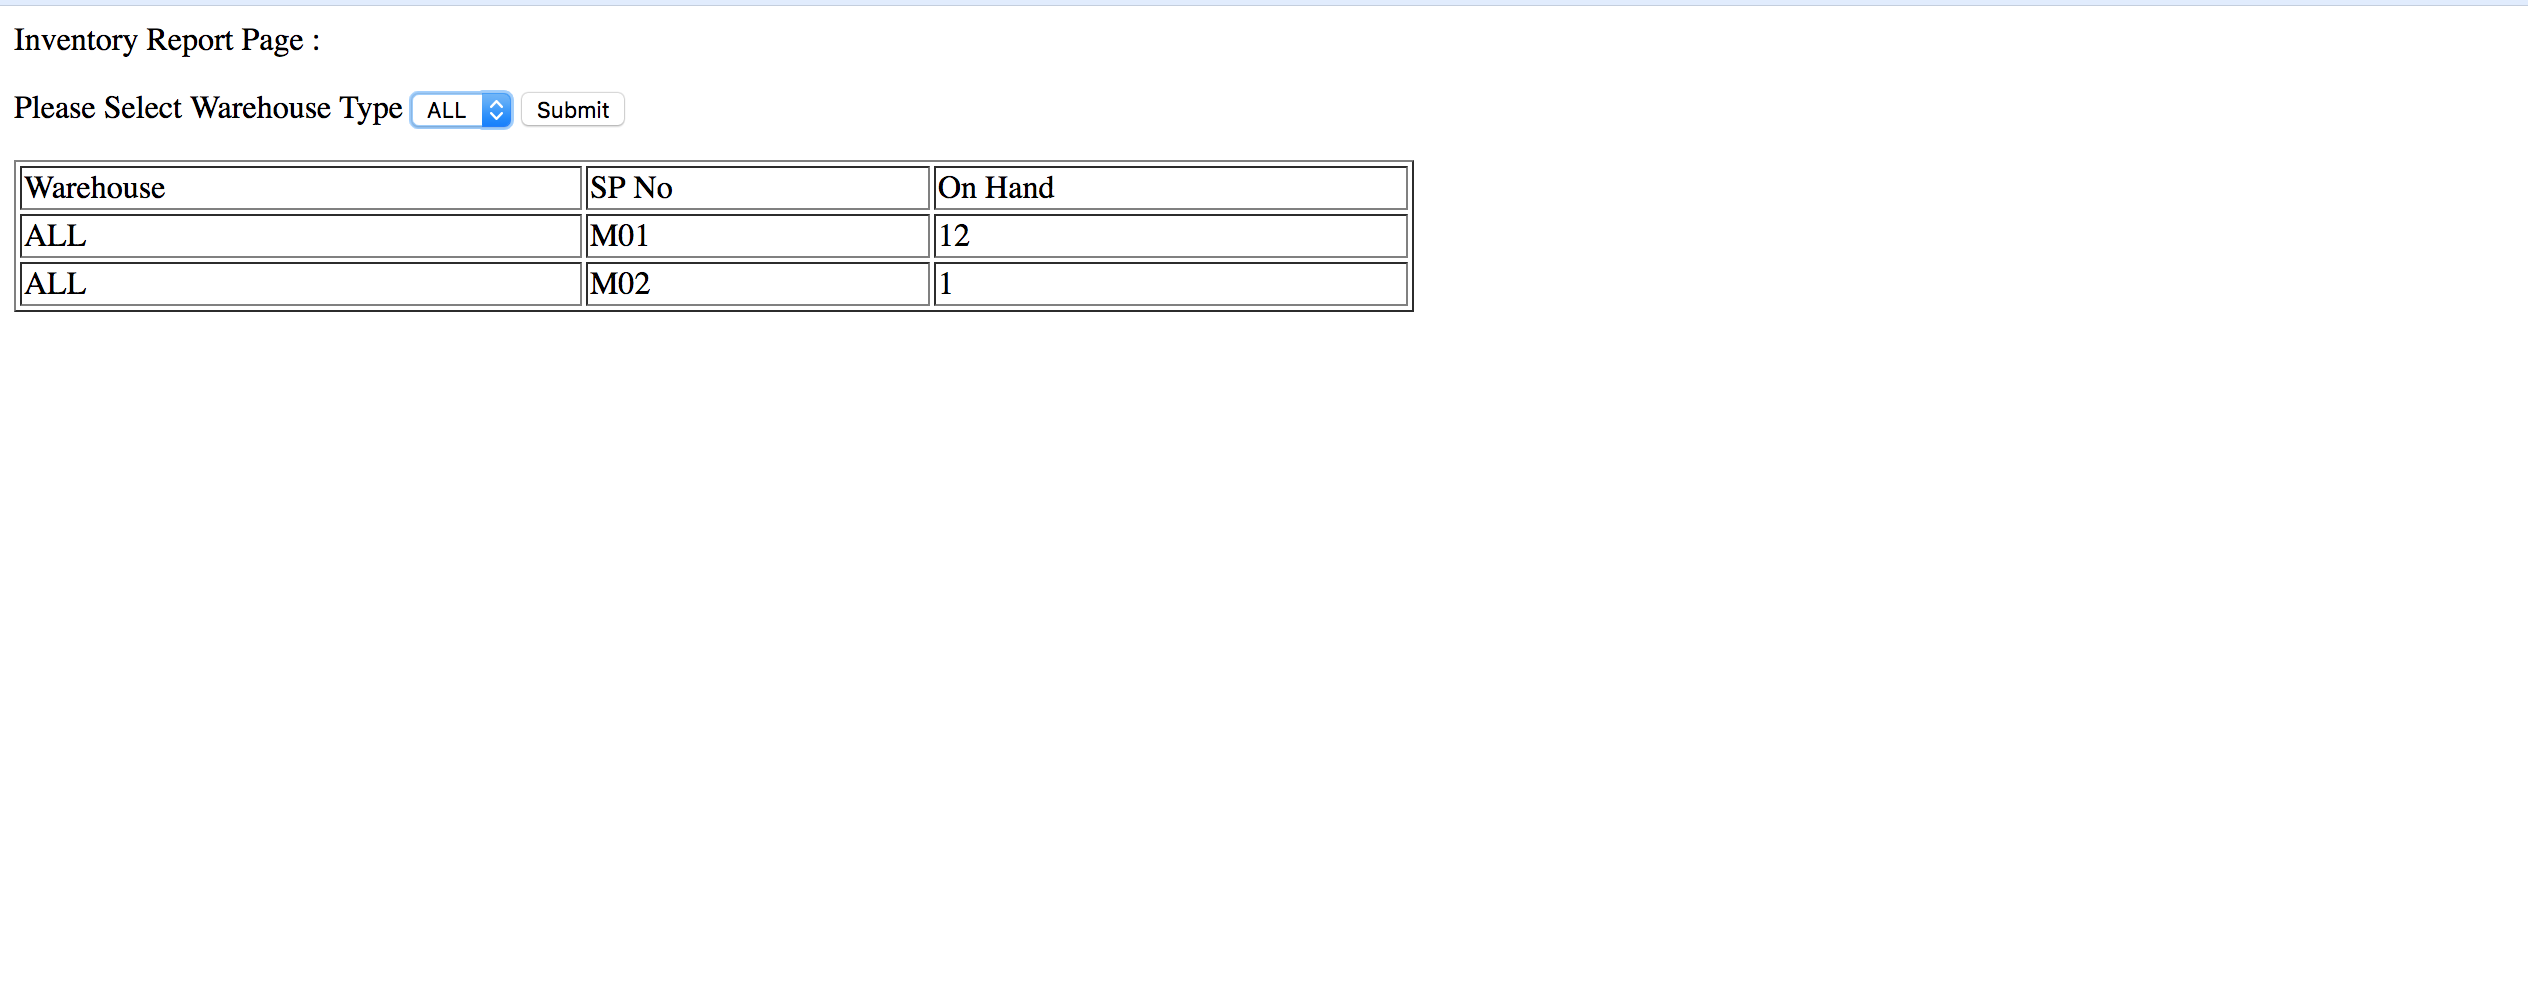 Inventory Report Page :
Please Select Warehouse Type ALL Submit
Warehouse SP No On Hand
ALL M01 12
ALL M02 1